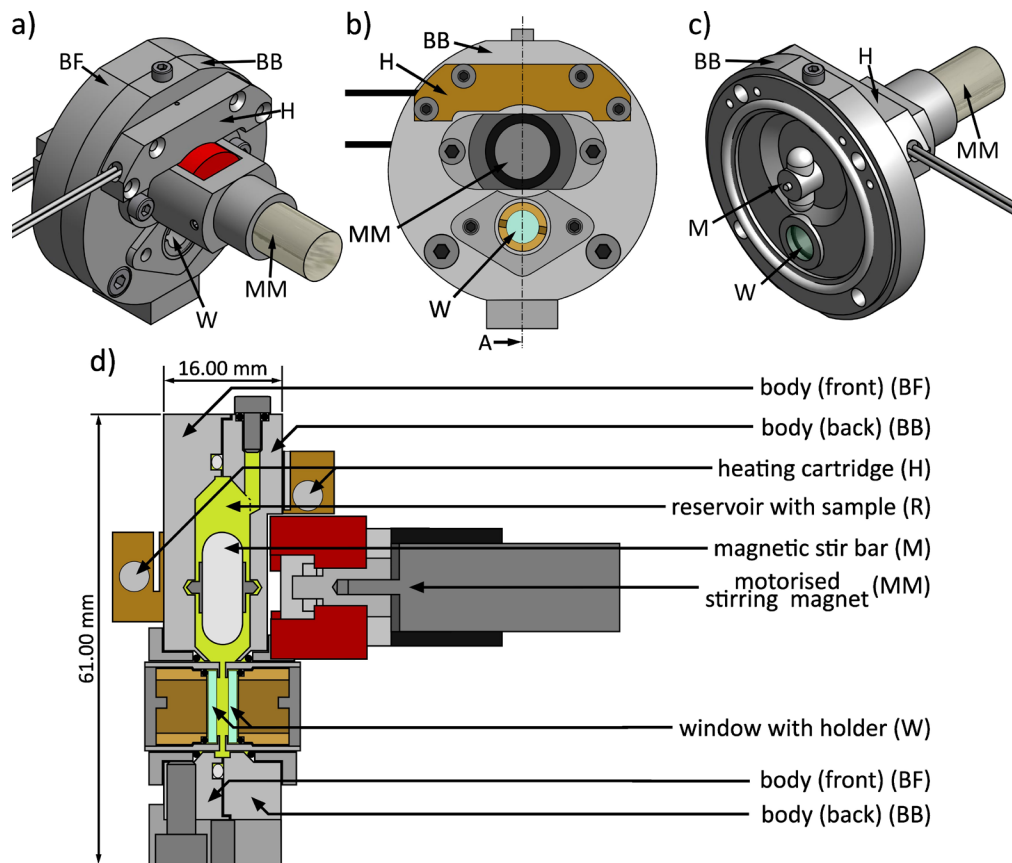 a)
BF
BB
H
MM
W
b)
BB
H
MM
W
A
c)
BB
H
MM
M
W
d)
16.00 mm
61.00 mm
body (front) (BF)
body (back) (BB)
heating cartridge (H)
reservoir with sample (R)
magnetic stir bar (M)
motorised (MM)
stirring magnet
window with holder (W)
body (front) (BF)
body (back) (BB)